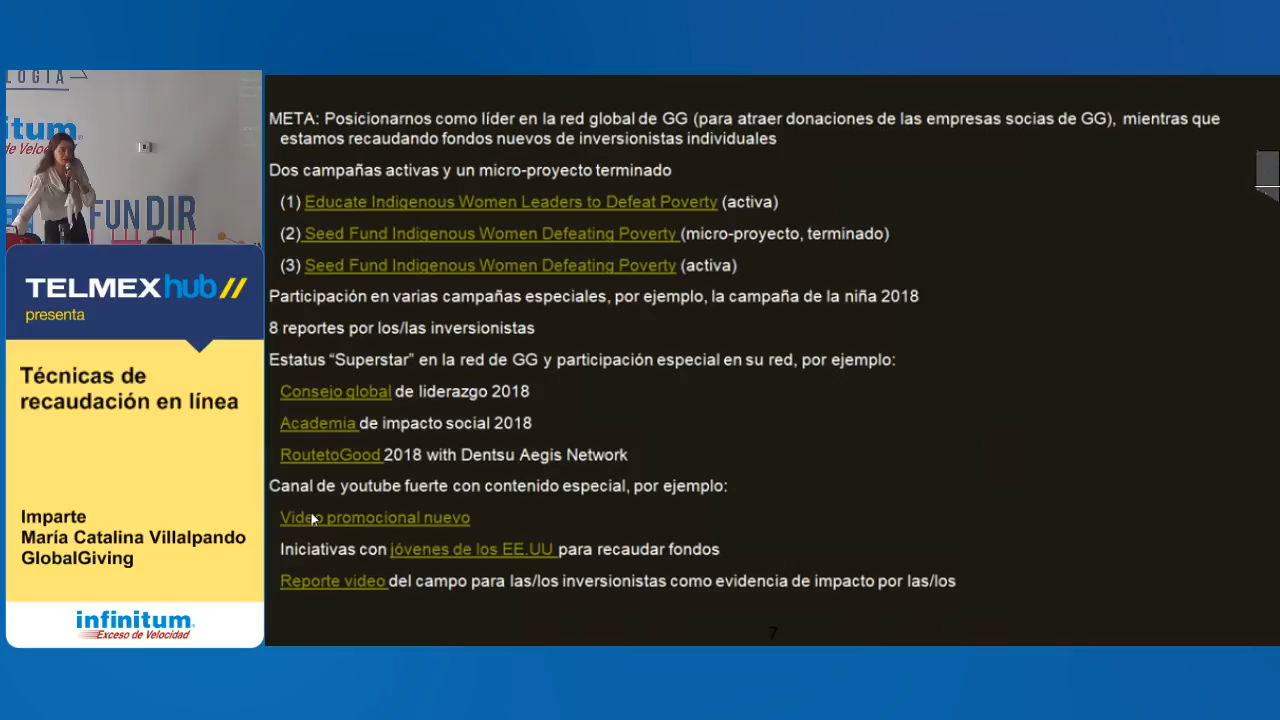 LOGIA
infinitum
de Veloc
FUNDIR
TELMEXhub//
presenta
Técnicas de
recaudación en línea
Imparte
María Catalina Villalpando
GlobalGiving
infinitum.
Exceso de Velocidad
META: Posicionarnos como líder en la red global de GG (para atraer donaciones de las empresas socias de GG), mientras que
estamos recaudando fondos nuevos de inversionistas individuales
Dos campañas activas y un micro-proyecto terminado
(1) Educate Indigenous Women Leaders to Defeat Poverty (activa)
(2) Seed Fund Indigenous Women Defeating Poverty (micro-proyecto, terminado)
(3) Seed Fund Indigenous Women Defeating Poverty (activa)
Participación en varias campañas especiales, por ejemplo, la campaña de la niña 2018
8 reportes por los/las inversionistas
Estatus “Superstar” en la red de GG y participación especial en su red, por ejemplo:
Consejo global de liderazgo 2018
Academia de impacto social 2018
RoutetoGood 2018 with Dentsu Aegis Network
Canal de youtube fuerte con contenido especial, por ejemplo:
Video promocional nuevo
Iniciativas con jóvenes de los EE.UU para recaudar fondos
Reporte video del campo para las/los inversionistas como evidencia de impacto por las/los
7